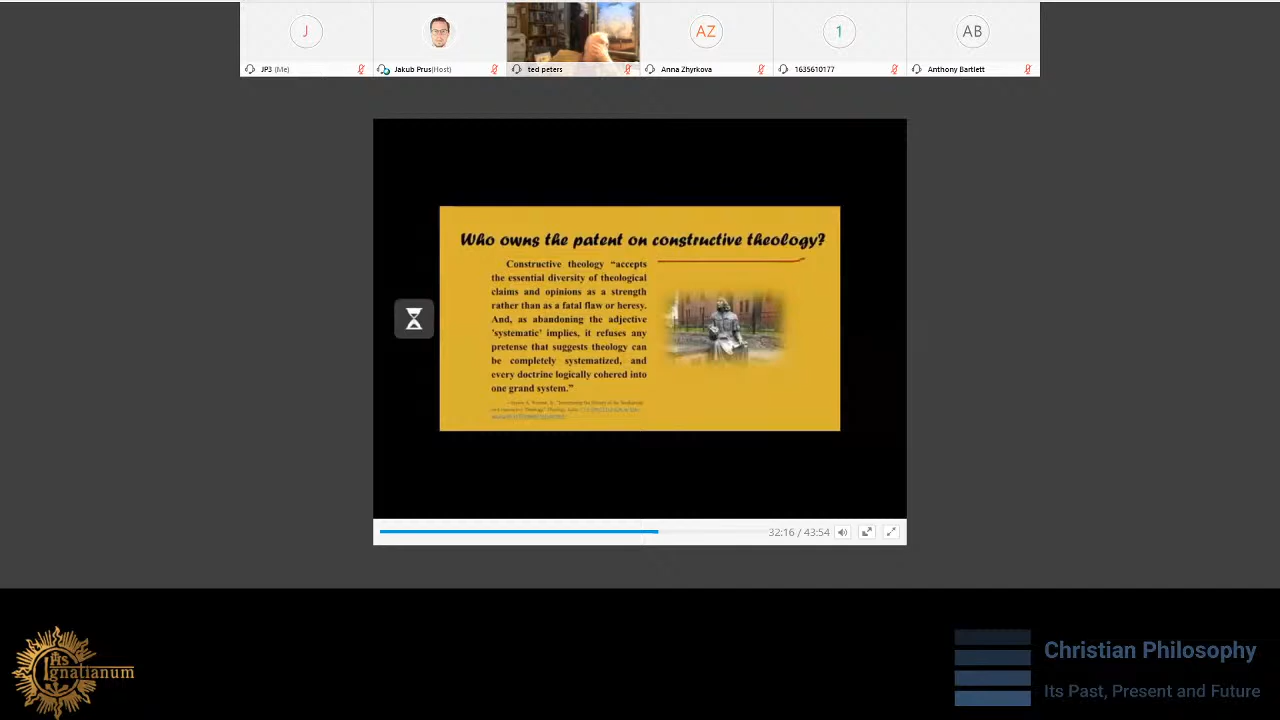 J
AZ
1
AB
JP3 (Me)
Jakub Prus(Host)
ted peters
Anna Zhyrkova
1635610177
Anthony Bartlett
Who owns the patent on constructive theology?
Constructive theology “accepts
the essential diversity of theological
claims and opinions as a strength
rather than as a fatal flaw or heresy.
And, as abandoning the adjective
'systematic' implies, it refuses any
pretense that suggests theology can
be completely systematized, and
every doctrine logically cohered into
one grand system.”
32:16 / 43:54
IHS
Ignatianum
Christian Philosophy
Its Past, Present and Future